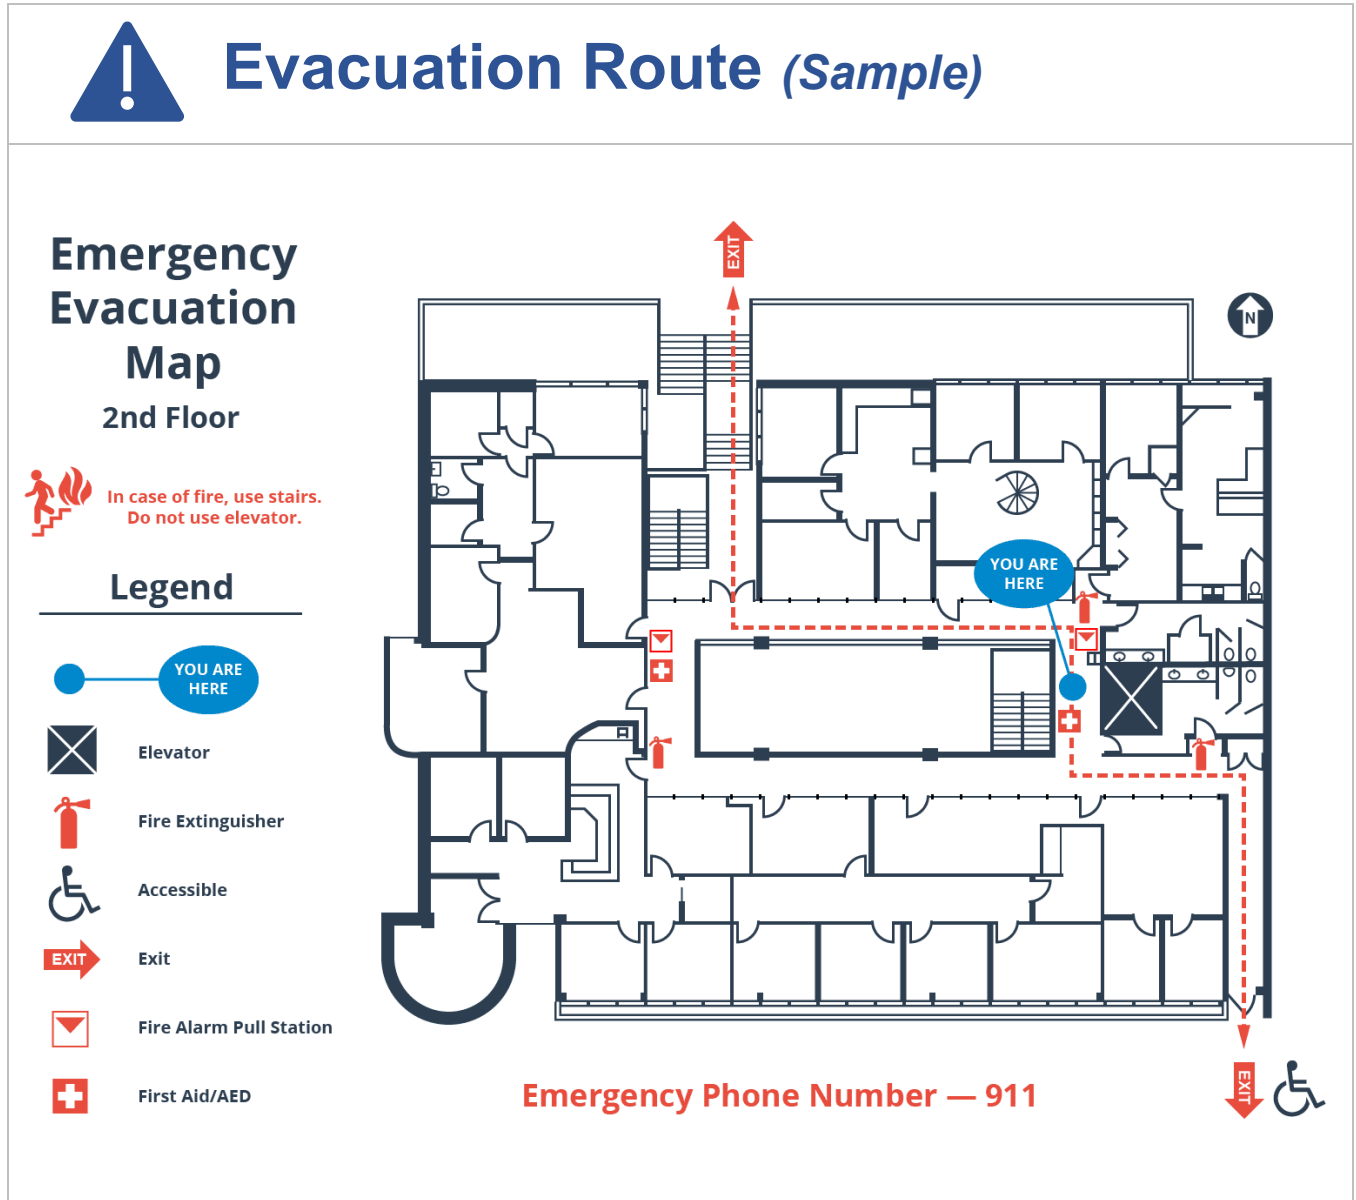 Evacuation Route (Sample)
Emergency
Evacuation
Map
2nd Floor
In case of fire, use stairs.
Do not use elevator.
Legend
YOU ARE
HERE
Elevator
Fire Extinguisher
Accessible
EXIT
Exit
Fire Alarm Pull Station
First Aid/AED
EXIT
N
YOU ARE
HERE
Emergency Phone Number — 911
EXIT